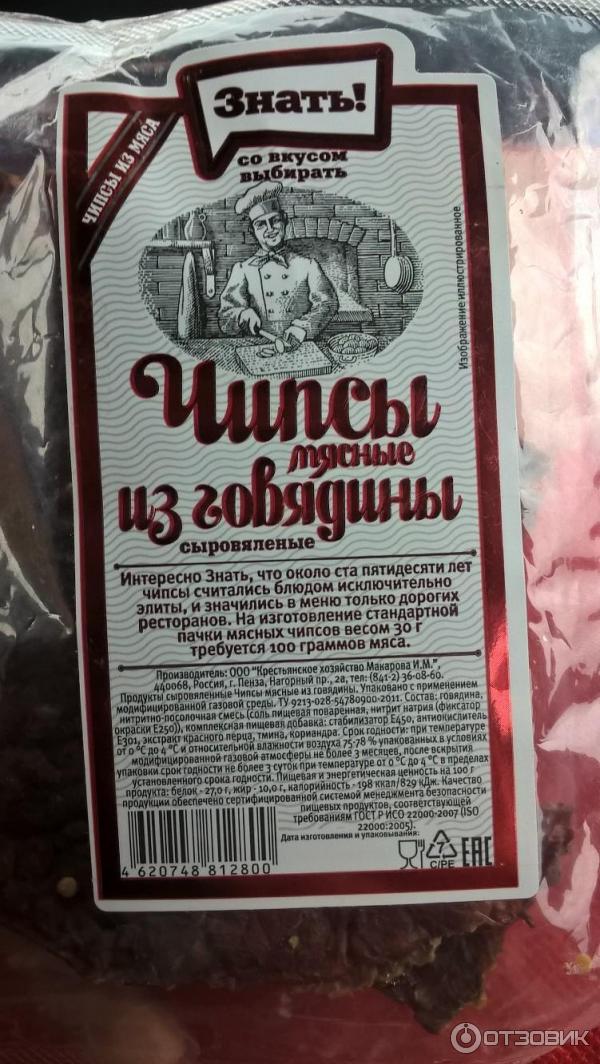 Знать!
ЧИПСЫ ИЗ МЯСА
со вкусом
выбирать
Изображение иллюстрированное
Чипсы
мясные
из говядины
сыровяленые
Интересно Знать, что около ста пятидесяти лет
чипсы считались блюдом исключительно
элиты, и значились в меню только дорогих
ресторанов. На изготовление стандартной
пачки мясных чипсов весом 30 г
требуется 100 граммов мяса.
Производитель: ООО "Крестьянское хозяйство Макарова И.М.",
440068, Россия, г. Пенза, Нагорный пр., 2а, тел: (841-2) 36-08-60.
Продукты сыровяленные Чипсы мясные из говядины. Упаковано с применением
модифицированной газовой среды. ТУ 9213-028-54780900-2011. Состав: говядина,
нитритно-посолочная смесь (соль пищевая поваренная, нитрит натрия (фиксатор
окраски Е250)), комплексная пищевая добавка: стабилизатор Е450, антиокислитель
Е301, экстракт красного перца, тмина, кориандра. Срок годности: при температуре
от 0 °С до 4 °С и относительной влажности воздуха 75-78 % упакованных в условиях
модифицированной газовой атмосферы не более 3 месяцев, после вскрытия
упаковки срок годности не более 3 суток при температуре от 0 °С до 4 °С в пределах
установленного срока годности. Пищевая и энергетическая ценность на 100 г
продукта: белок - 27,0 г, жир - 10,0 г, калорийность - 198 ккал/829 кДж. Качество
продукции обеспечено сертифицированной системой менеджмента безопасности
пищевых продуктов, соответствующей
требованиям ГОСТ Р ИСО 22000-2007 (ISO
22000:2005).
Дата изготовления и упаковывания:
4 620748 812800
7
C/PE
EAC
ОТЗОВИК